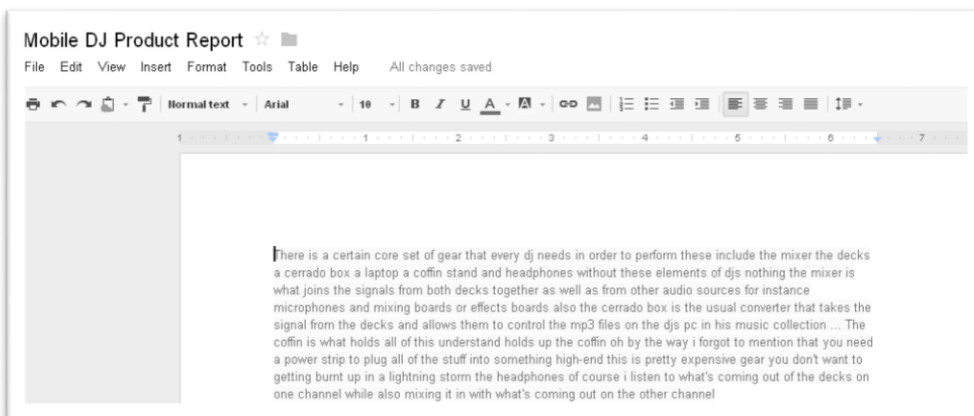 Mobile DJ Product Report
File Edit View Insert Format Tools Table Help All changes saved
Normal text Arial 10 B I U A A
1 1 2 3 4 5 6 7
There is a certain core set of gear that every dj needs in order to perform these include the mixer the decks
a cerrado box a laptop a coffin stand and headphones without these elements of djs nothing the mixer is
what joins the signals from both decks together as well as from other audio sources for instance
microphones and mixing boards or effects boards also the cerrado box is the usual converter that takes the
signal from the decks and allows them to control the mp3 files on the djs pc in his music collection ... The
coffin is what holds all of this understand holds up the coffin oh by the way i forgot to mention that you need
a power strip to plug all of the stuff into something high-end this is pretty expensive gear you don't want to
getting burnt up in a lightning storm the headphones of course i listen to what's coming out of the decks on
one channel while also mixing it in with what's coming out on the other channel